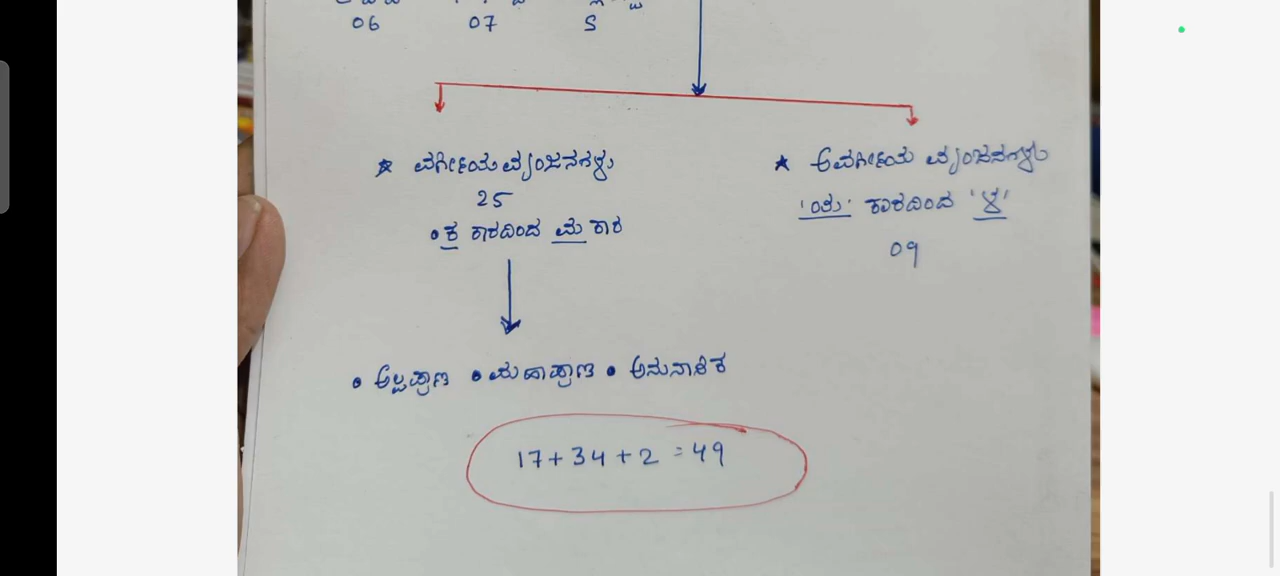 06 07 5
★ ವರ್ಗೀಯ ವ್ಯಂಜನಗಳು
25
• ಕ ಕಾರದಿಂದ ಮ ಕಾರ
★ ಅವರ್ಗೀಯ ವ್ಯಂಜನಗಳು
'ಯ' ಕಾರದಿಂದ 'ಳ'
09
• ಅಲ್ಪಪ್ರಾಣ • ಮಹಾಪ್ರಾಣ • ಅನುನಾಸಿಕ
17+34+2 = 49